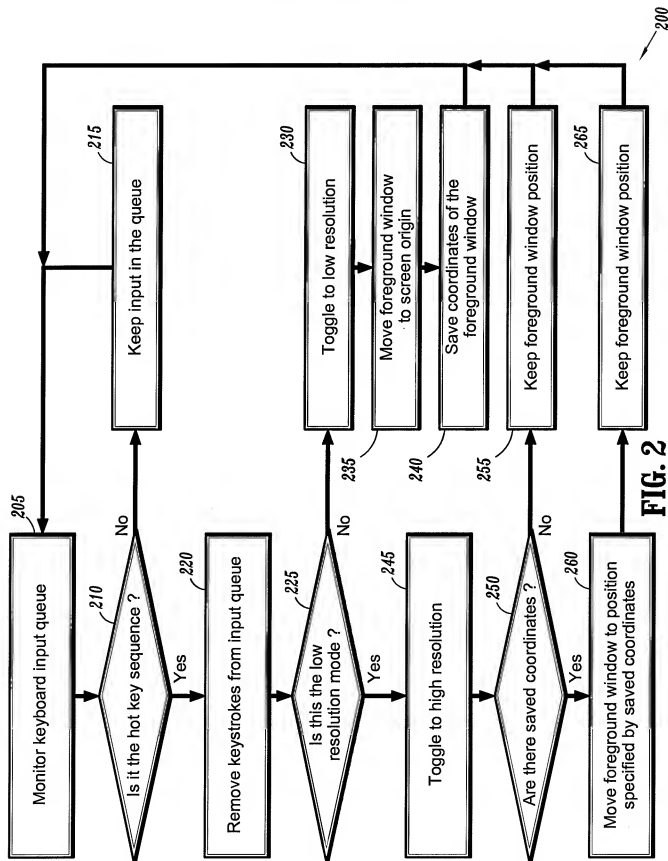 205
Monitor keyboard input queue
210
Is it the hot key sequence ?
No
Yes
215
Keep input in the queue
220
Remove keystrokes from input queue
225
Is this the low
resolution mode ?
No
Yes
230
Toggle to low resolution
235
Move foreground window
to screen origin
240
Save coordinates of the
foreground window
245
Toggle to high resolution
250
Are there saved coordinates ?
No
Yes
255
Keep foreground window position
260
Move foreground window to position
specified by saved coordinates
265
Keep foreground window position
200
FIG. 2